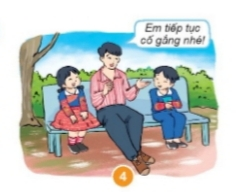 Em tiếp tục
cố gắng nhé!
4